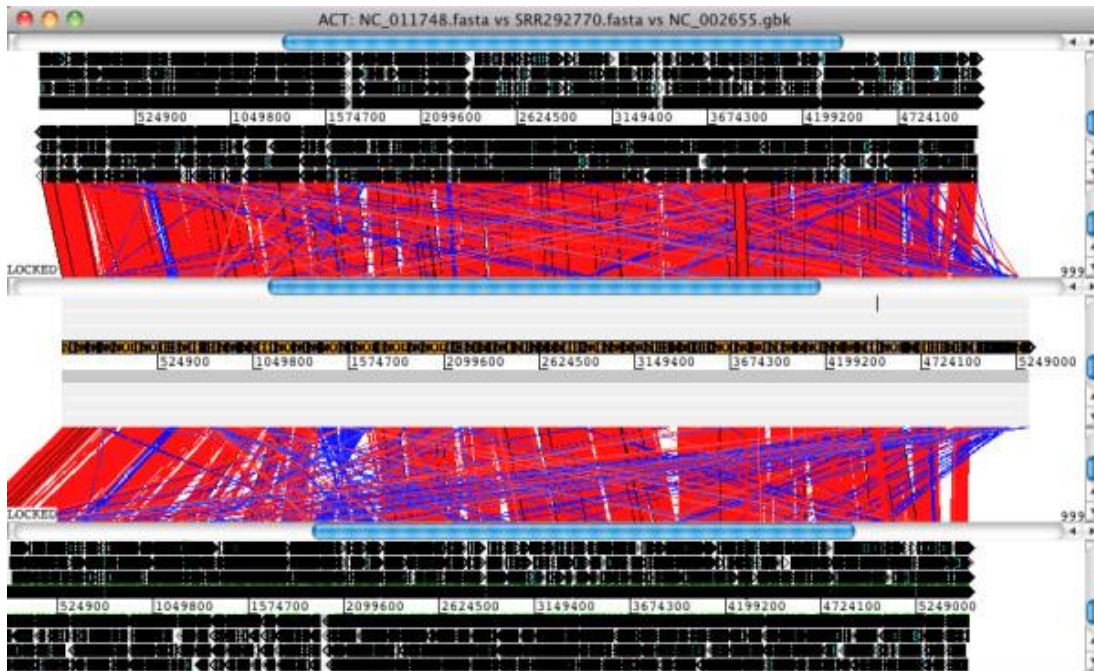 ACT: NC_011748.fasta vs SRR292770.fasta vs NC_002655.gbk
524900 1049800 1574700 2099600 2624500 3149400 3674300 4199200 4724100
LOCKED 999
524900 1049800 1574700 2099600 2624500 3149400 3674300 4199200 4724100 5249000
LOCKED 999
524900 1049800 1574700 2099600 2624500 3149400 3674300 4199200 4724100 5249000